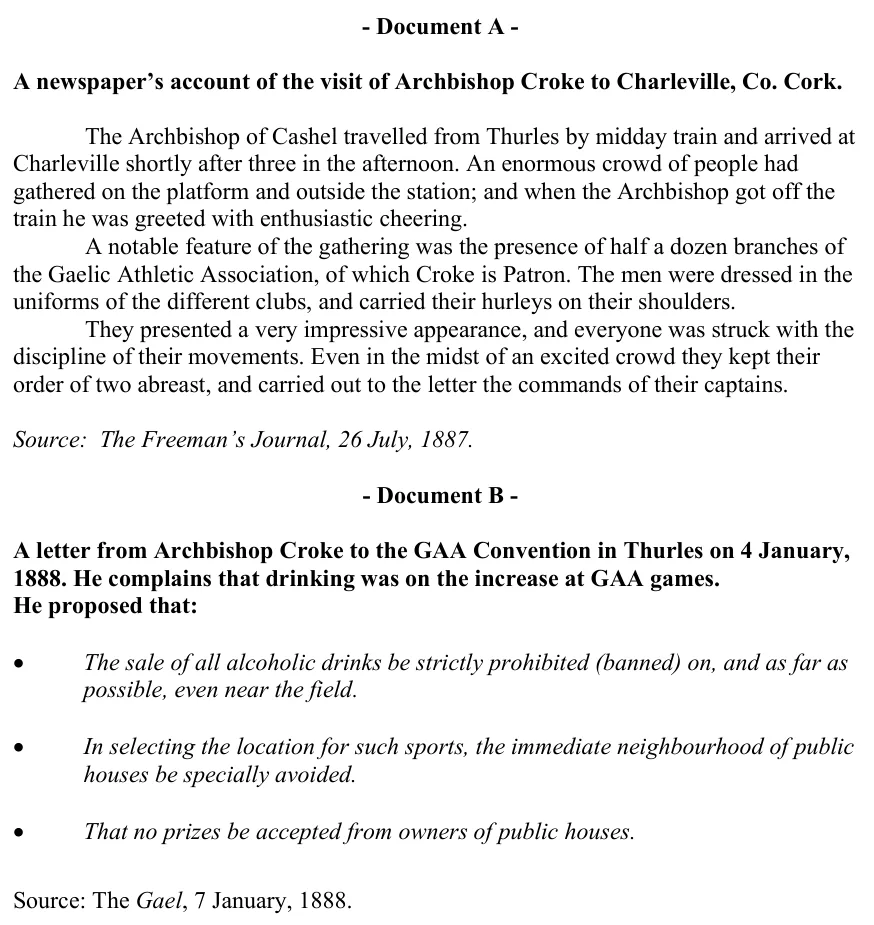 - Document A -
A newspaper’s account of the visit of Archbishop Croke to Charleville, Co. Cork.
The Archbishop of Cashel travelled from Thurles by midday train and arrived at
Charleville shortly after three in the afternoon. An enormous crowd of people had
gathered on the platform and outside the station; and when the Archbishop got off the
train he was greeted with enthusiastic cheering.
A notable feature of the gathering was the presence of half a dozen branches of
the Gaelic Athletic Association, of which Croke is Patron. The men were dressed in the
uniforms of the different clubs, and carried their hurleys on their shoulders.
They presented a very impressive appearance, and everyone was struck with the
discipline of their movements. Even in the midst of an excited crowd they kept their
order of two abreast, and carried out to the letter the commands of their captains.
Source: The Freeman’s Journal, 26 July, 1887.
- Document B -
A letter from Archbishop Croke to the GAA Convention in Thurles on 4 January,
1888. He complains that drinking was on the increase at GAA games.
He proposed that:
• The sale of all alcoholic drinks be strictly prohibited (banned) on, and as far as
possible, even near the field.
• In selecting the location for such sports, the immediate neighbourhood of public
houses be specially avoided.
• That no prizes be accepted from owners of public houses.
Source: The Gael, 7 January, 1888.